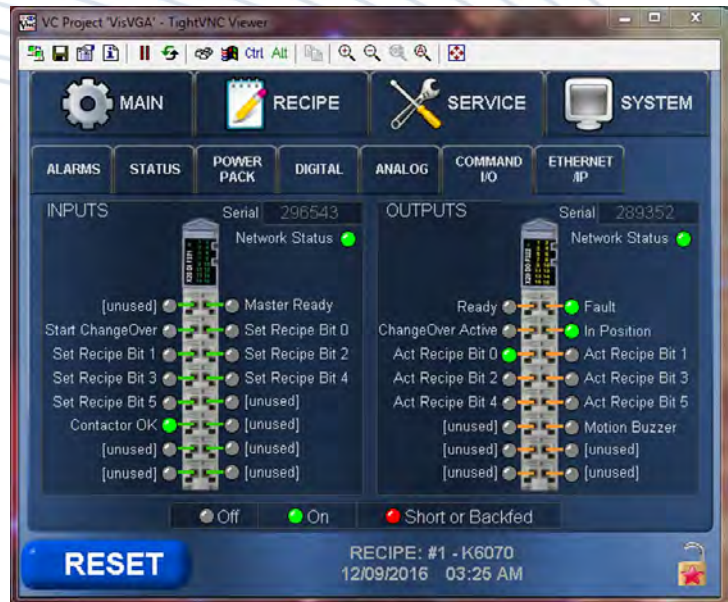 VC Project 'VisVGA' - TightVNC Viewer
Ctrl Alt
MAIN RECIPE SERVICE SYSTEM
ALARMS STATUS POWER PACK DIGITAL ANALOG COMMAND I/O ETHERNET /IP
INPUTS Serial 296543
Network Status
[unused] Master Ready
Start ChangeOver Set Recipe Bit 0
Set Recipe Bit 1 Set Recipe Bit 2
Set Recipe Bit 3 Set Recipe Bit 4
Set Recipe Bit 5 [unused]
Contactor OK [unused]
[unused] [unused]
[unused] [unused]
OUTPUTS Serial 289352
Network Status
Ready Fault
ChangeOver Active In Position
Act Recipe Bit 0 Act Recipe Bit 1
Act Recipe Bit 2 Act Recipe Bit 3
Act Recipe Bit 4 Act Recipe Bit 5
[unused] Motion Buzzer
[unused] [unused]
[unused] [unused]
Off On Short or Backfed
RESET
RECIPE: #1 - K6070
12/09/2016 03:25 AM